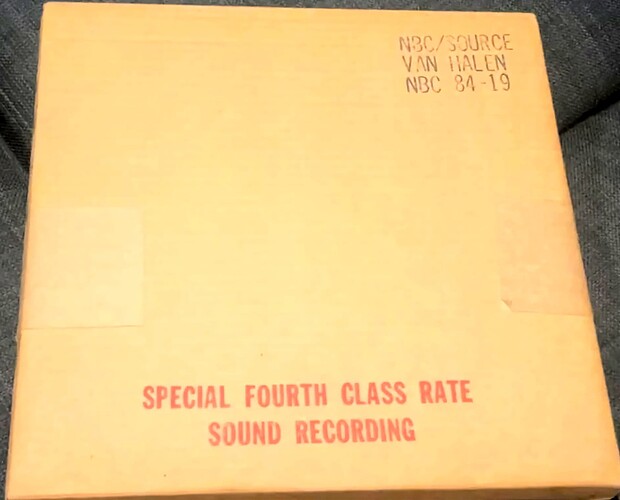 NBC/SOURCE
VAN HALEN
NBC 84-19
SPECIAL FOURTH CLASS RATE
SOUND RECORDING